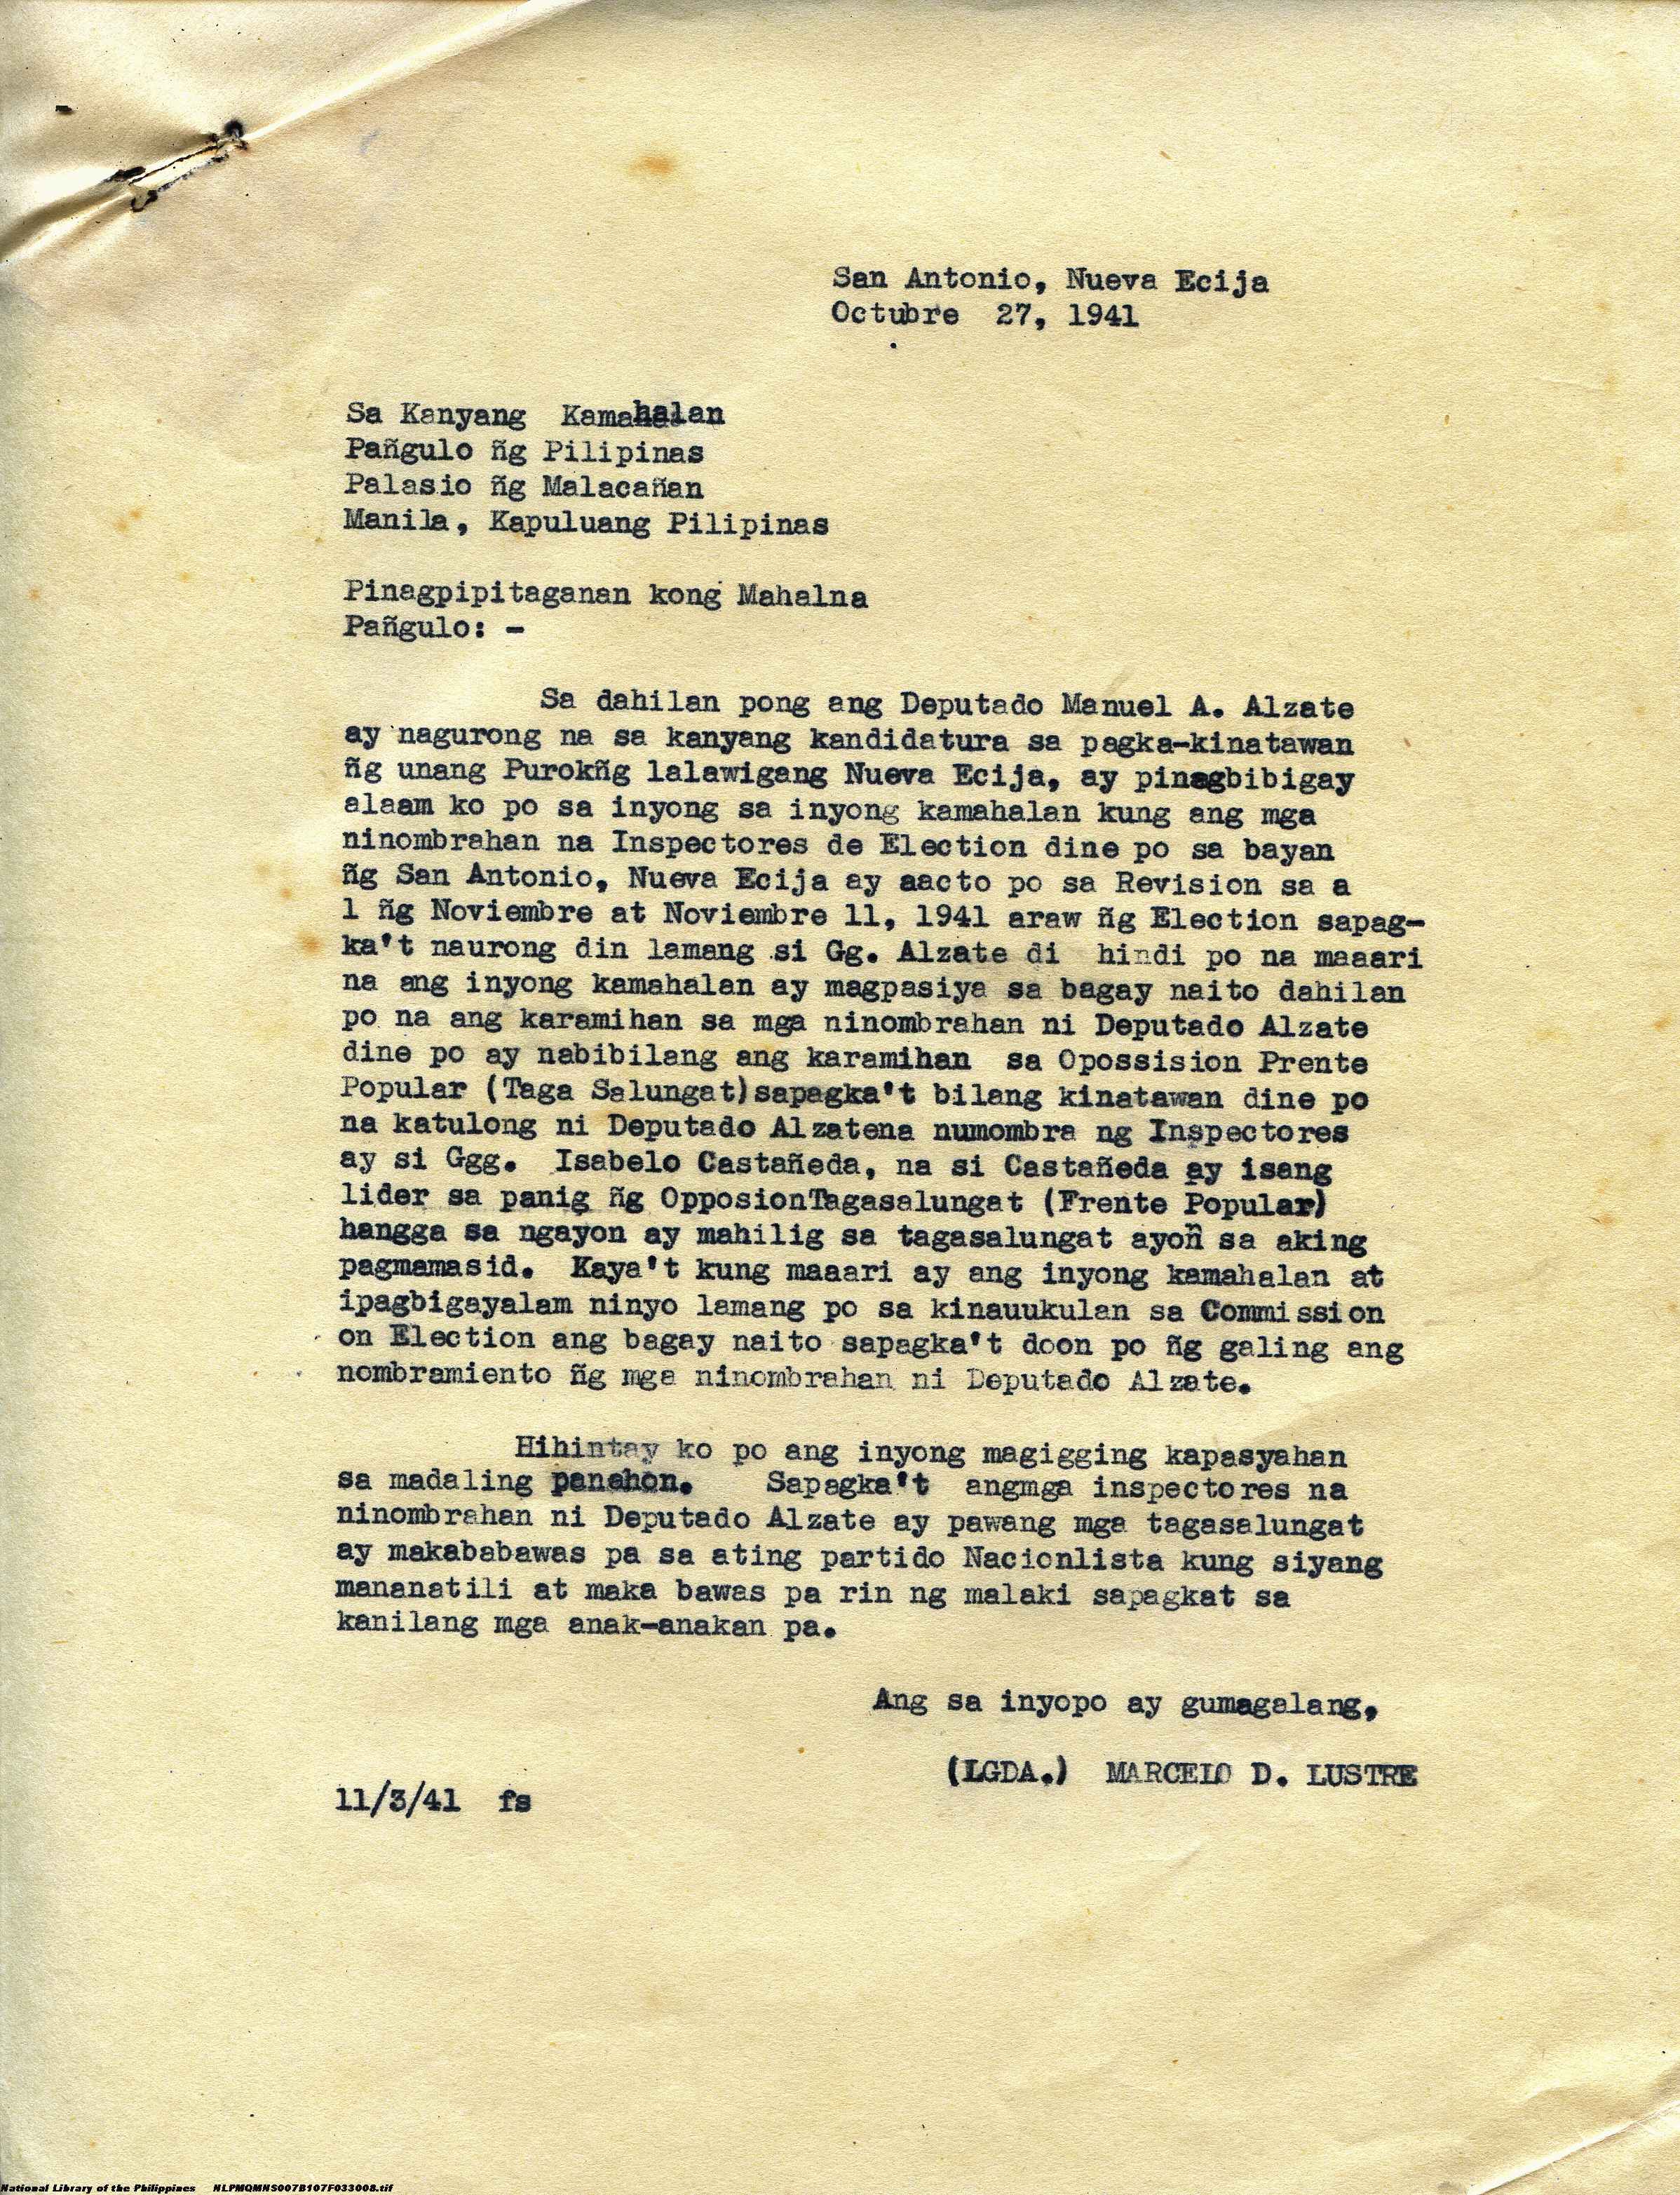 San Antonio, Nueva Ecija
Octubre 27, 1941
Sa Kanyang Kamahalan
Pañgulo ñg Pilipinas
Palasio ñg Malacañan
Manila, Kapuluang Pilipinas
Pinagpipitaganan kong Mahalna
Pañgulo: -
Sa dahilan pong ang Deputado Manuel A. Alzate
ay nagurong na sa kanyang kandidatura sa pagka-kinatawan
ñg unang Purokñg lalawigang Nueva Ecija, ay pinagbibigay
alaam ko po sa inyong sa inyong kamahalan kung ang mga
ninombrahan na Inspectores de Election dine po sa bayan
ñg San Antonio, Nueva Ecija ay aacto po sa Revision sa a
1 ñg Noviembre at Noviembre 11, 1941 araw ñg Election sapag-
ka't naurong din lamang si Gg. Alzate di hindi po na maaari
na ang inyong kamahalan ay magpasiya sa bagay naito dahilan
po na ang karamihan sa mga ninombrahan ni Deputado Alzate
dine po ay nabibilang ang karamihan sa Opossision Prente
Popular (Taga Salungat)sapagka't bilang kinatawan dine po
na katulong ni Deputado Alzatena numombra ng Inspectores
ay si Ggg. Isabelo Castañeda, na si Castañeda ay isang
lider sa panig ñg OpposionTagasalungat (Frente Popular)
hangga sa ngayon ay mahilig sa tagasalungat ayoñ sa aking
pagmamasid. Kaya't kung maaari ay ang inyong kamahalan at
ipagbigayalam ninyo lamang po sa kinauukulan sa Commission
on Election ang bagay naito sapagka't doon po ñg galing ang
nombramiento ñg mga ninombrahan ni Deputado Alzate.
Hihintay ko po ang inyong magigging kapasyahan
sa madaling panahon. Sapagka't angmga inspectores na
ninombrahan ni Deputado Alzate ay pawang mga tagasalungat
ay makababawas pa sa ating partido Nacionlista kung siyang
mananatili at maka bawas pa rin ng malaki sapagkat sa
kanilang mga anak-anakan pa.
Ang sa inyopo ay gumagalang,
(LGDA.) MARCELO D. LUSTRE
11/3/41 fs
National Library of the Philippines NLPMQMNS007B107F033008.tif